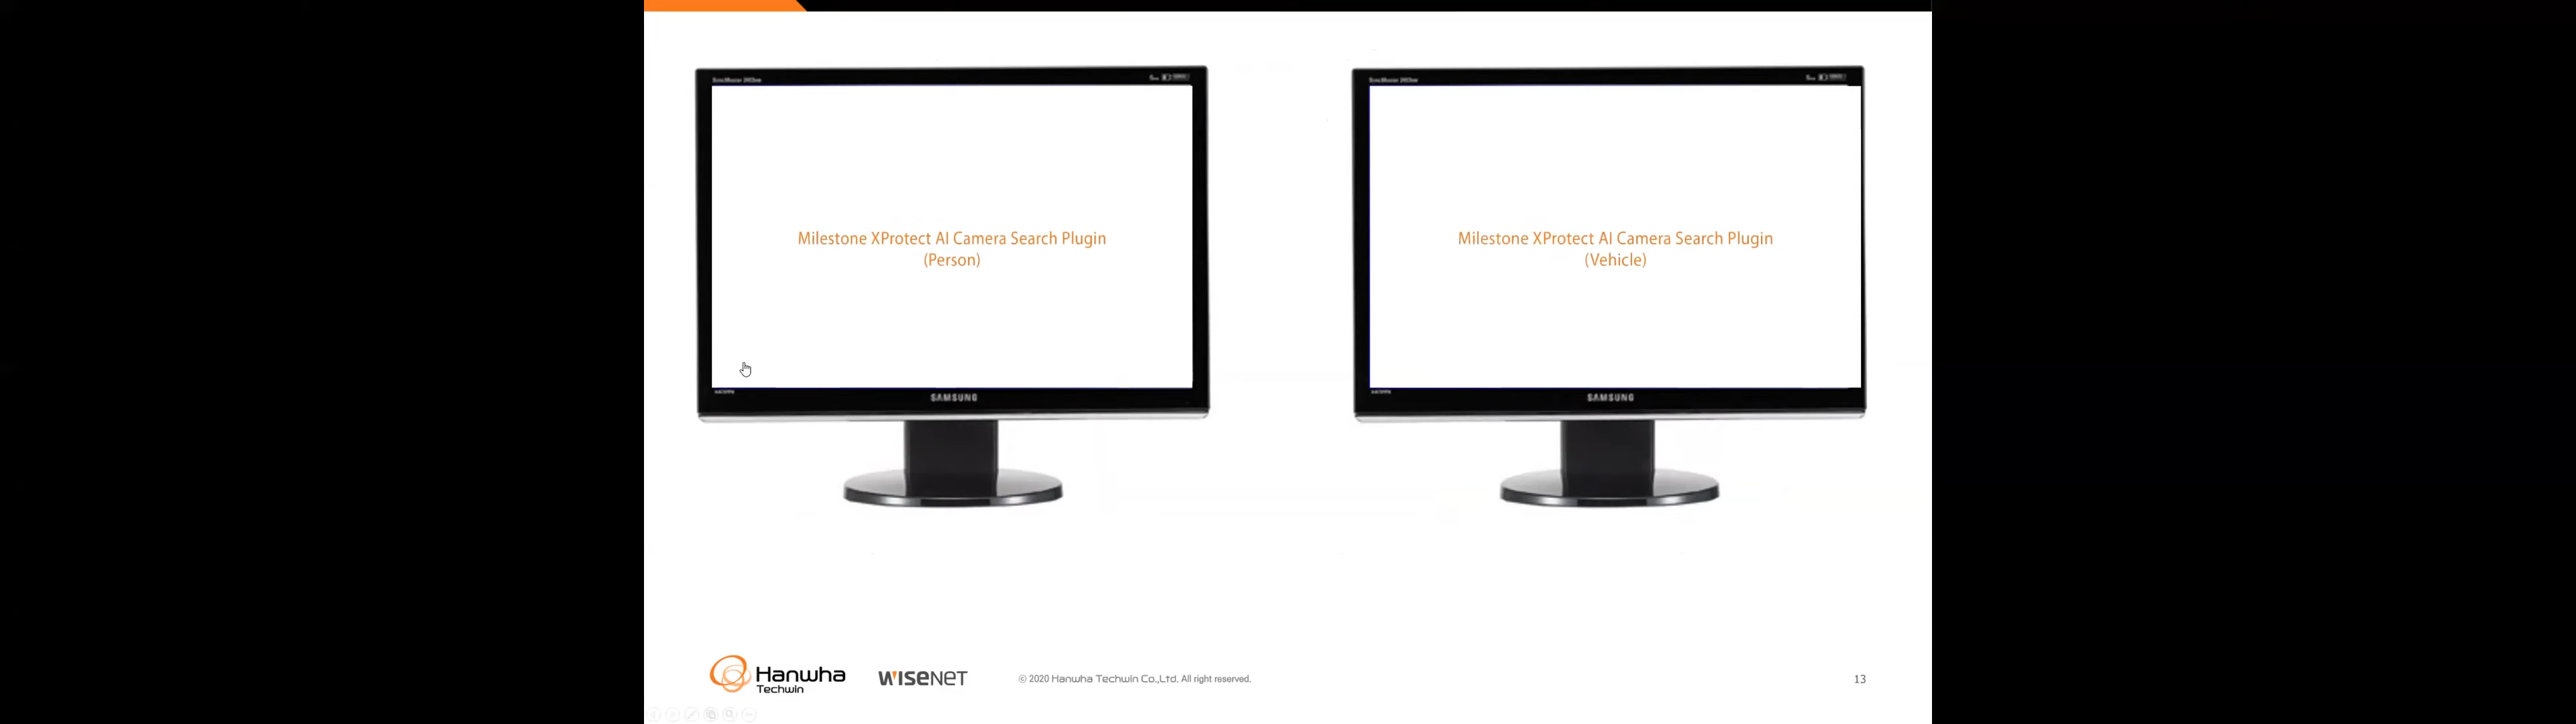 Milestone XProtect AI Camera Search Plugin
(Person)
SAMSUNG
Milestone XProtect AI Camera Search Plugin
(Vehicle)
SAMSUNG
Hanwha
Techwin
WISENET
© 2020 Hanwha Techwin Co.,Ltd. All right reserved.
13